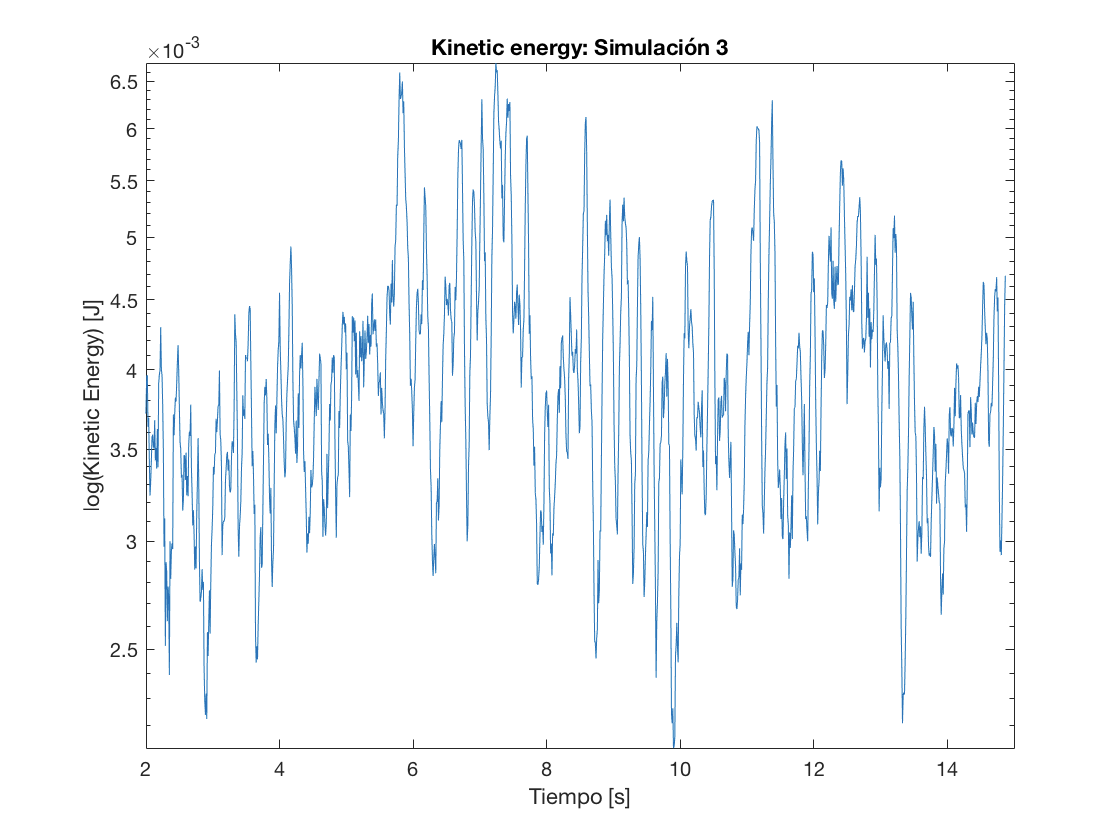 Kinetic energy: Simulación 3
×10-3
6.5
6
5.5
5
4.5
4
3.5
3
2.5
log(Kinetic Energy) [J]
2 4 6 8 10 12 14
Tiempo [s]